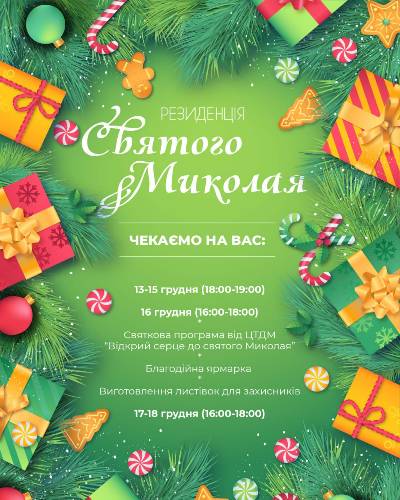 РЕЗИДЕНЦІЯ
Святого
Миколая
ЧЕКАЄМО НА ВАС:
13-15 грудня (18:00-19:00)
16 грудня (16:00-18:00)
+
Святкова програма від ЦТДМ
"Відкрий серце до святого Миколая"
+
Благодійна ярмарка
+
Виготовлення листівок для захисників
17-18 грудня (16:00-18:00)